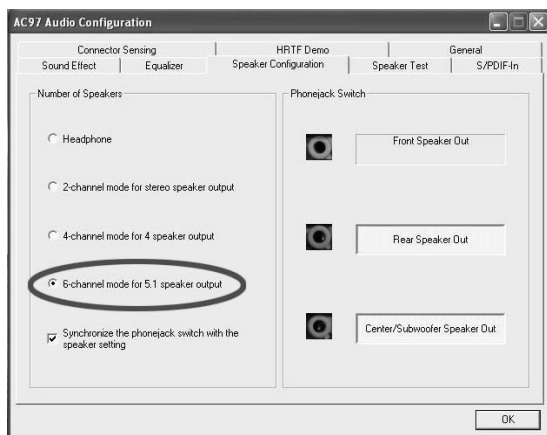 AC97 Audio Configuration
Connector Sensing
HRTF Demo
General
Sound Effect
Equalizer
Speaker Configuration
Speaker Test
S/PDIF-In
Number of Speakers
Headphone
2-channel mode for stereo speaker output
4-channel mode for 4 speaker output
6-channel mode for 5.1 speaker output
Synchronize the phonejack switch with the
speaker setting
Phonejack Switch
Front Speaker Out
Rear Speaker Out
Center/Subwoofer Speaker Out
OK